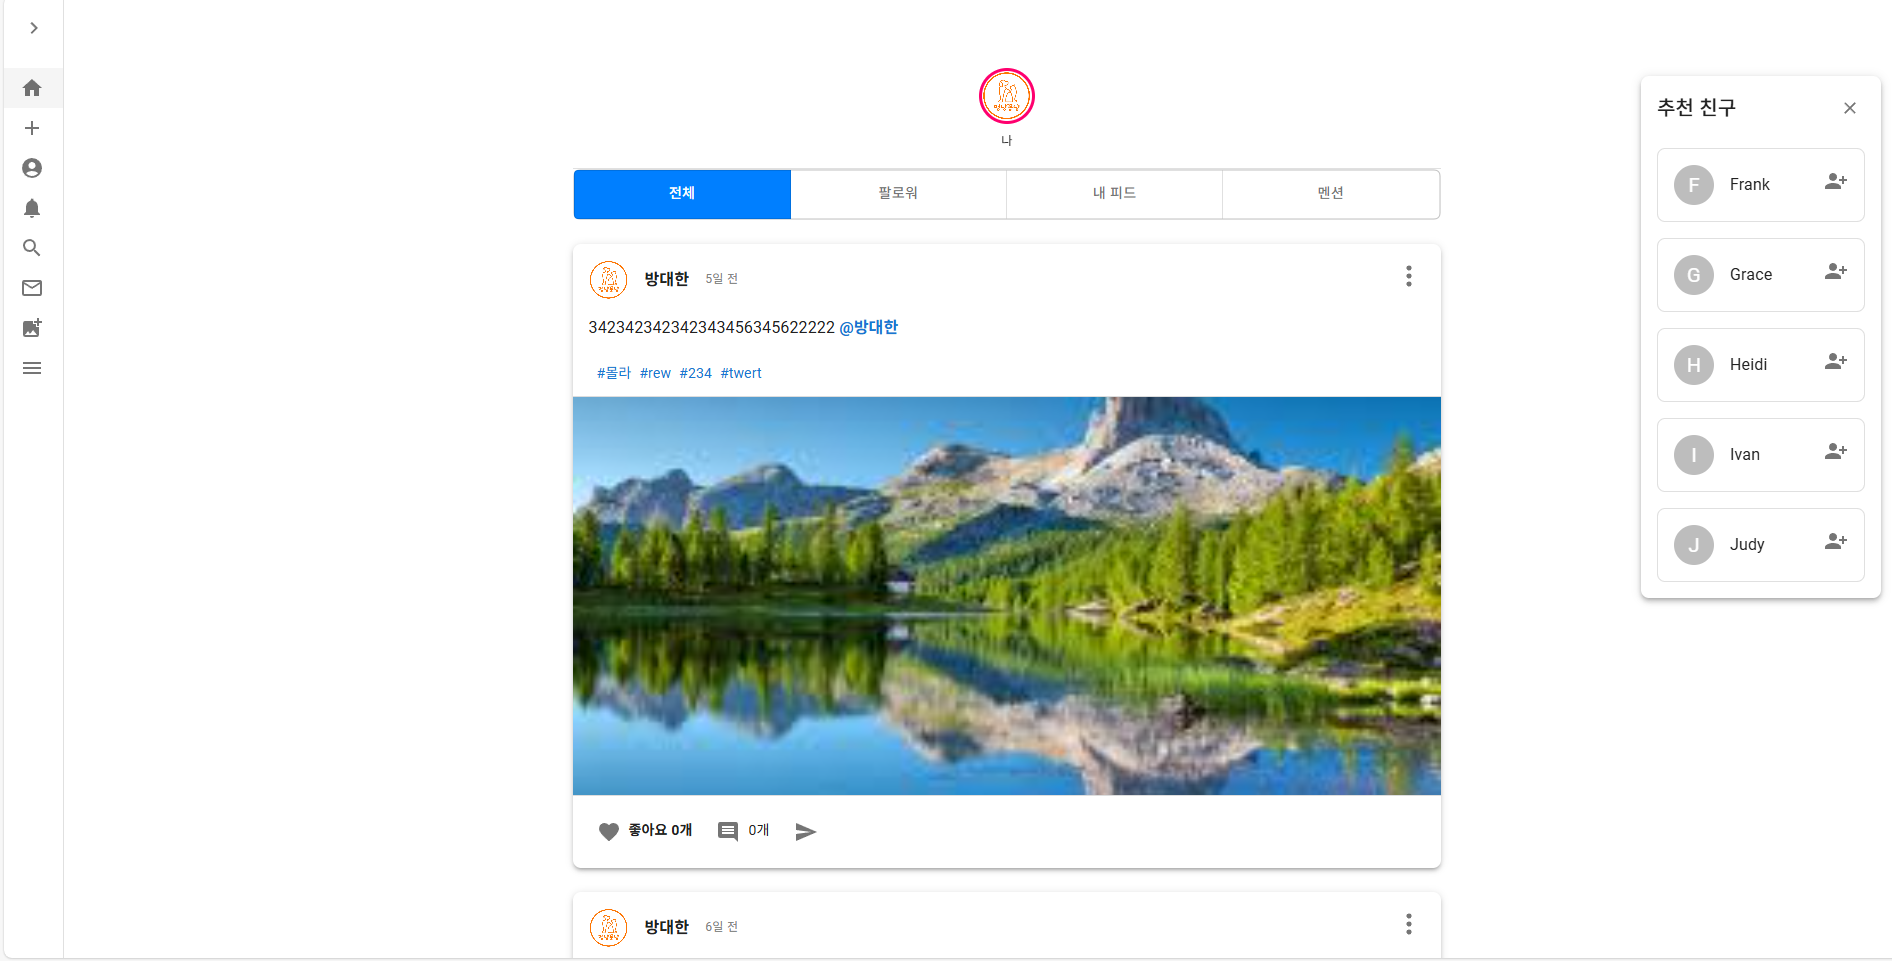 나
전체
팔로워
내 피드
멘션
방대한 5일 전
342342342342343456345622222 @방대한
#몰라 #rew #234 #twert
좋아요 0개 0개
방대한 6일 전
추천 친구
F Frank
G Grace
H Heidi
I Ivan
J Judy